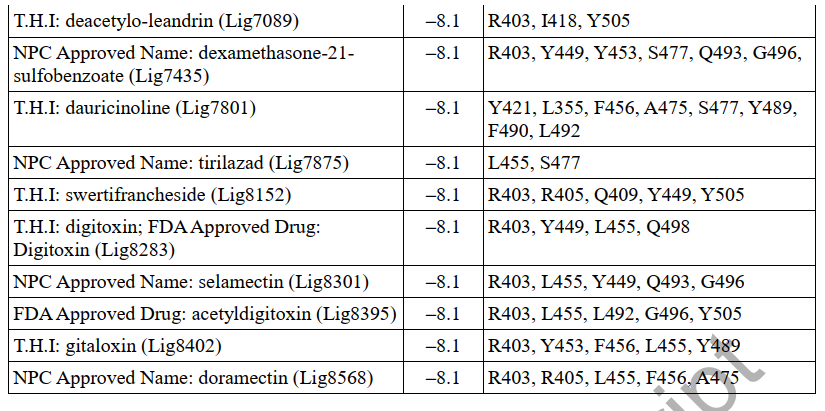 T.H.I: deacetylo-leandrin (Lig7089) –8.1 R403, I418, Y505
NPC Approved Name: dexamethasone-21- –8.1 R403, Y449, Y453, S477, Q493, G496,
sulfobenzoate (Lig7435)
T.H.I: dauricinoline (Lig7801) –8.1 Y421, L355, F456, A475, S477, Y489,
F490, L492
NPC Approved Name: tirilazad (Lig7875) –8.1 L455, S477
T.H.I: swertifrancheside (Lig8152) –8.1 R403, R405, Q409, Y449, Y505
T.H.I: digitoxin; FDA Approved Drug: –8.1 R403, Y449, L455, Q498
Digitoxin (Lig8283)
NPC Approved Name: selamectin (Lig8301) –8.1 R403, L455, Y449, Q493, G496
FDA Approved Drug: acetyldigitoxin (Lig8395) –8.1 R403, L455, L492, G496, Y505
T.H.I: gitaloxin (Lig8402) –8.1 R403, Y453, F456, L455, Y489
NPC Approved Name: doramectin (Lig8568) –8.1 R403, R405, L455, F456, A475